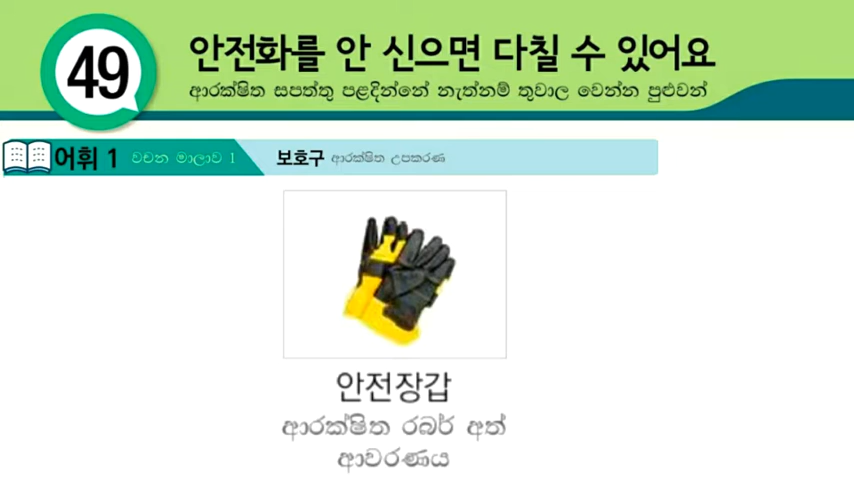 49
안전화를 안 신으면 다칠 수 있어요
ආරක්ෂිත සපත්තු පළදින්නේ නැත්නම් තුවාල වෙන්න පුළුවන්
어휘 1 වචන මාලාව 1 보호구 ආරක්ෂිත උපකරණ
안전장갑
ආරක්ෂිත රබර් අත්
ආවරණය